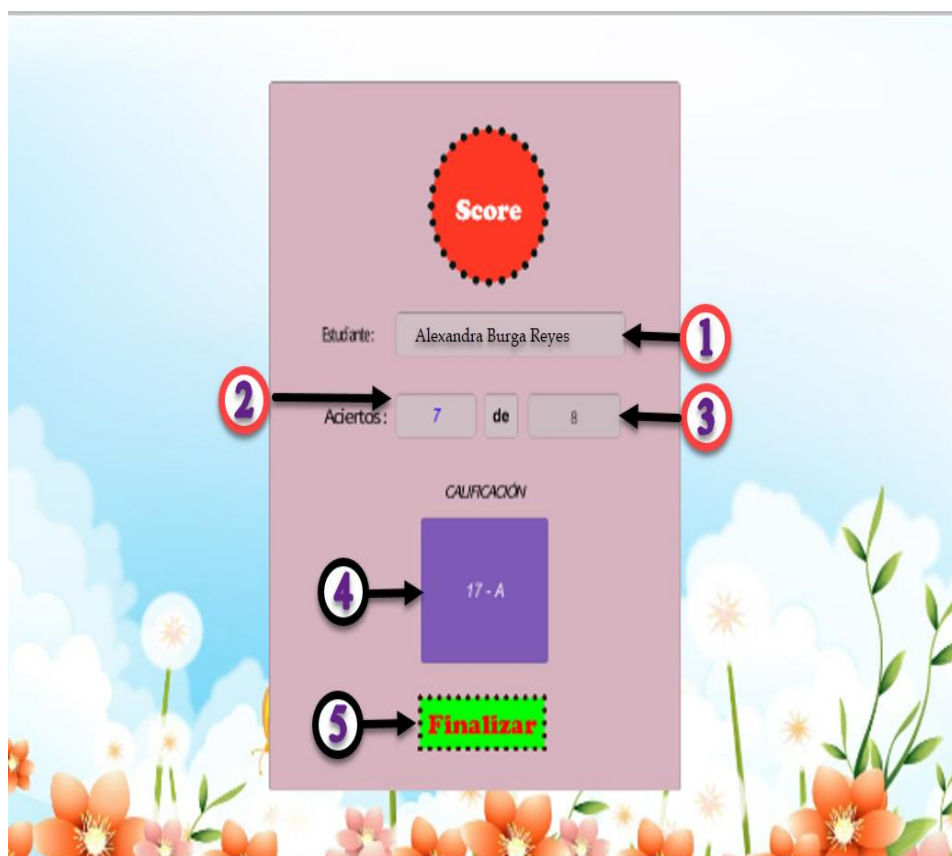 Score
Estudiante: Alexandra Burga Reyes 1
2 Aciertos: 7 de 8 3
CALIFICACIÓN
4 17 - A
5 Finalizar